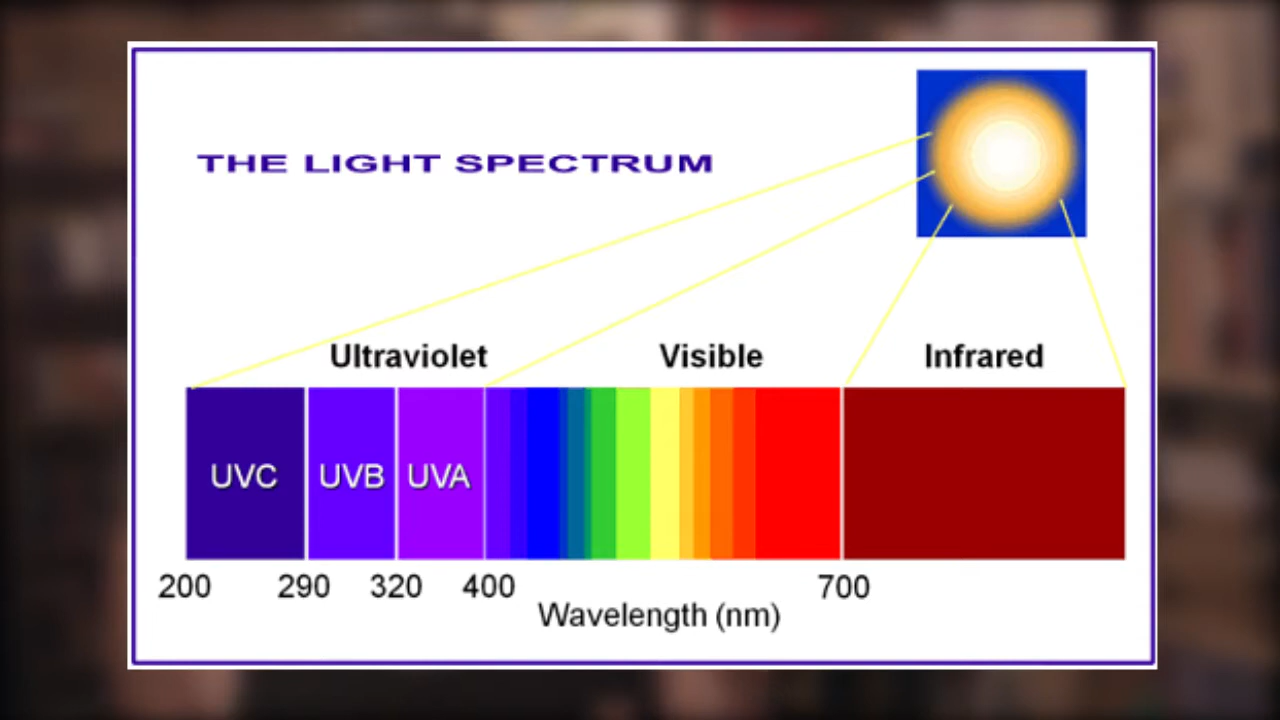 THE LIGHT SPECTRUM
Ultraviolet Visible Infrared
UVC UVB UVA
200 290 320 400 700
Wavelength (nm)